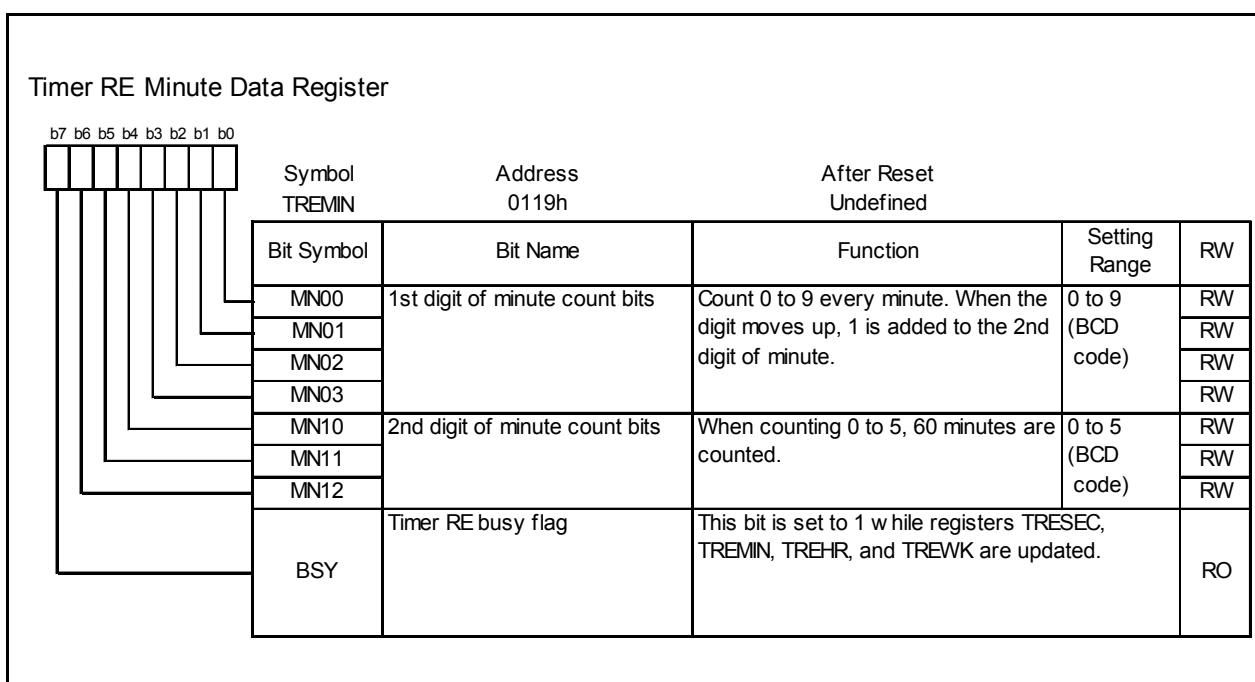 Timer RE Minute Data Register
b7 b6 b5 b4 b3 b2 b1 b0
Symbol Address After Reset
TREMIN 0119h Undefined
Bit Symbol Bit Name Function Setting Range RW
MN00 1st digit of minute count bits Count 0 to 9 every minute. When the 0 to 9 RW
MN01 digit moves up, 1 is added to the 2nd (BCD RW
MN02 digit of minute. code) RW
MN03 RW
MN10 2nd digit of minute count bits When counting 0 to 5, 60 minutes are 0 to 5 RW
MN11 counted. (BCD RW
MN12 code) RW
Timer RE busy flag This bit is set to 1 w hile registers TRESEC,
TREMIN, TREHR, and TREWK are updated.
BSY RO